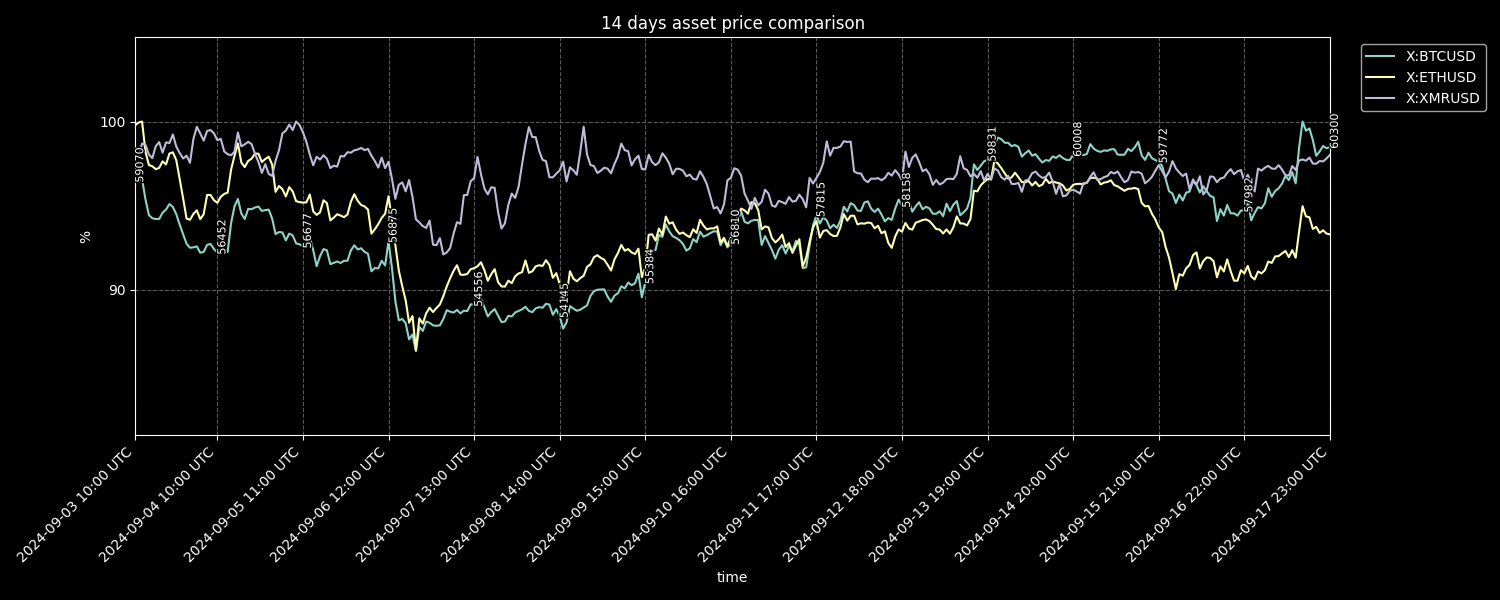 14 days asset price comparison
X:BTCUSD
X:ETHUSD
X:XMRUSD
%
100
90
59070
56452
56677
56875
54556
54145
55384
56810
57815
58158
59831
60008
59772
57982
60300
2024-09-03 10:00 UTC
2024-09-04 10:00 UTC
2024-09-05 11:00 UTC
2024-09-06 12:00 UTC
2024-09-07 13:00 UTC
2024-09-08 14:00 UTC
2024-09-09 15:00 UTC
2024-09-10 16:00 UTC
2024-09-11 17:00 UTC
2024-09-12 18:00 UTC
2024-09-13 19:00 UTC
2024-09-14 20:00 UTC
2024-09-15 21:00 UTC
2024-09-16 22:00 UTC
2024-09-17 23:00 UTC
time